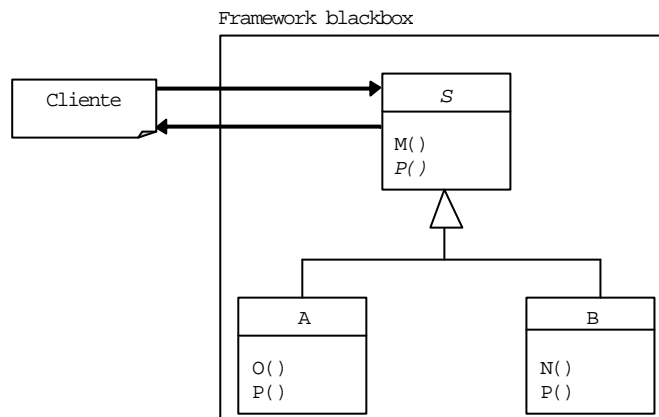 Framework blackbox
Cliente
S
M()
P()
A
O()
P()
B
N()
P()